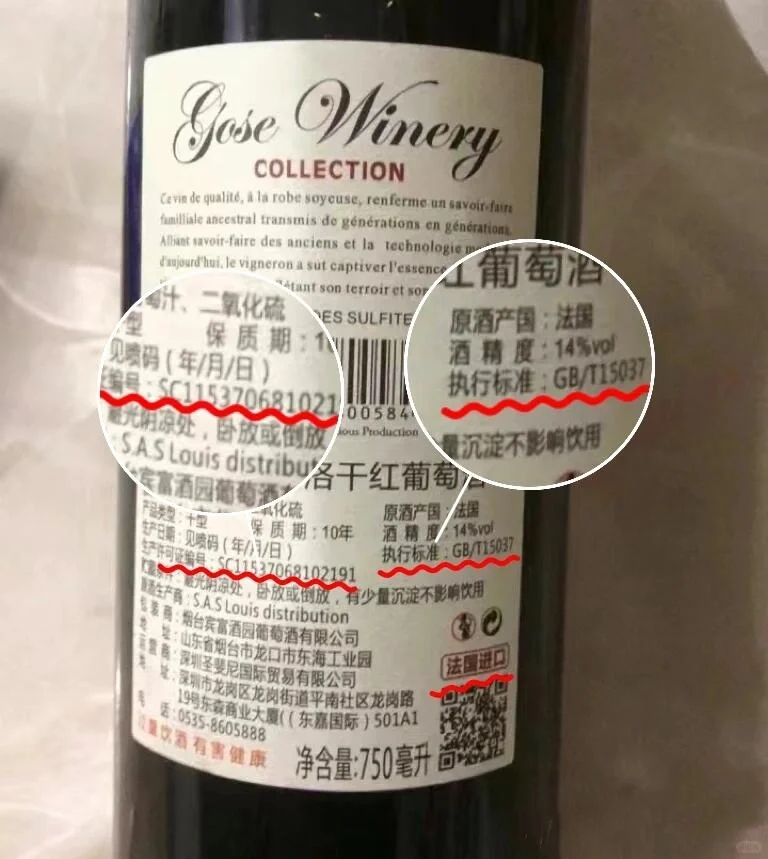 Gose Winery
COLLECTION
Ce vin de qualité, à la robe soyeuse, renferme un savoir-faire
familliale ancestral transmis de générations en générations.
Alliant savoir-faire des anciens et la technologie
d'aujourd'hui, le vigneron a sut captiver l'essence
étant son terroir et son
DES SULFITE
萄汁、二氧化硫
型 保质期：10
见喷码（年/月/日）
编号：SC115370681021
避光阴凉处，卧放或倒放
：S.A.S Louis distribut
台宾富酒园葡萄酒
红葡萄酒
原酒产国：法国
酒精度：14%vol
执行标准：GB/T15037
量沉淀不影响饮用
00584
ious Production
洛干红葡萄酒
氧化硫
产品类型：干型 保质期：10年
生产日期：见喷码（年/月/日）
生产许可证编号：SC11537068102191
原酒产国：法国
酒精度：14%vol
执行标准：GB/T15037
贮藏条件：避光阴凉处，卧放或倒放，有少量沉淀不影响饮用
原酒生产商：S.A.S Louis distribution
包装商：烟台宾富酒园葡萄酒有限公司
地址：山东省烟台市龙口市东海工业园
运营商：深圳圣斐尼国际贸易有限公司
地址：深圳市龙岗区龙岗街道平南社区龙岗路
19号东森商业大厦(（东嘉国际）501A1
电话：0535-8605888
过量饮酒 有害健康
净含量:750毫升
法国进口